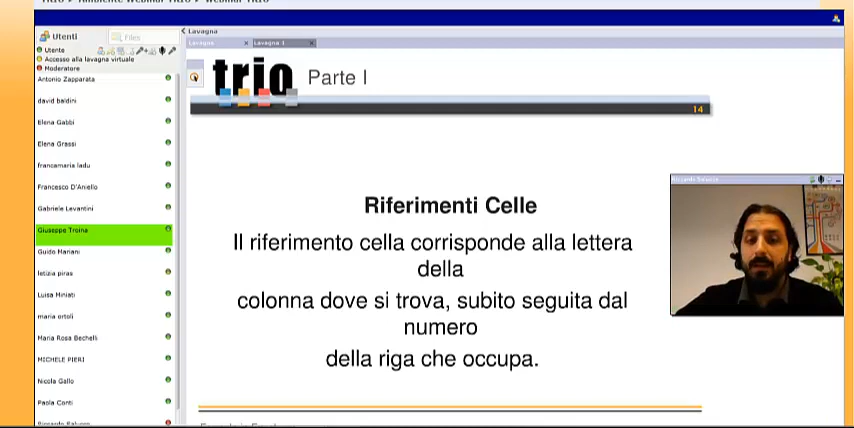 Utenti
Files
Utente
Accesso alla lavagna virtuale
Moderatore
Antonio Zapparata
david baldini
Elena Gabbi
Elena Grassi
francamaria ladu
Francesco D'Aniello
Gabriele Levantini
Giuseppe Troina
Guido Mariani
letizia piras
Luisa Miniati
maria ortoli
Maria Rosa Bechelli
MICHELE PIERI
Nicola Gallo
Paola Conti
Lavagna
Lavagna
Lavagna 1
trio
Parte I
14
Riferimenti Celle
Il riferimento cella corrisponde alla lettera
della
colonna dove si trova, subito seguita dal
numero
della riga che occupa.